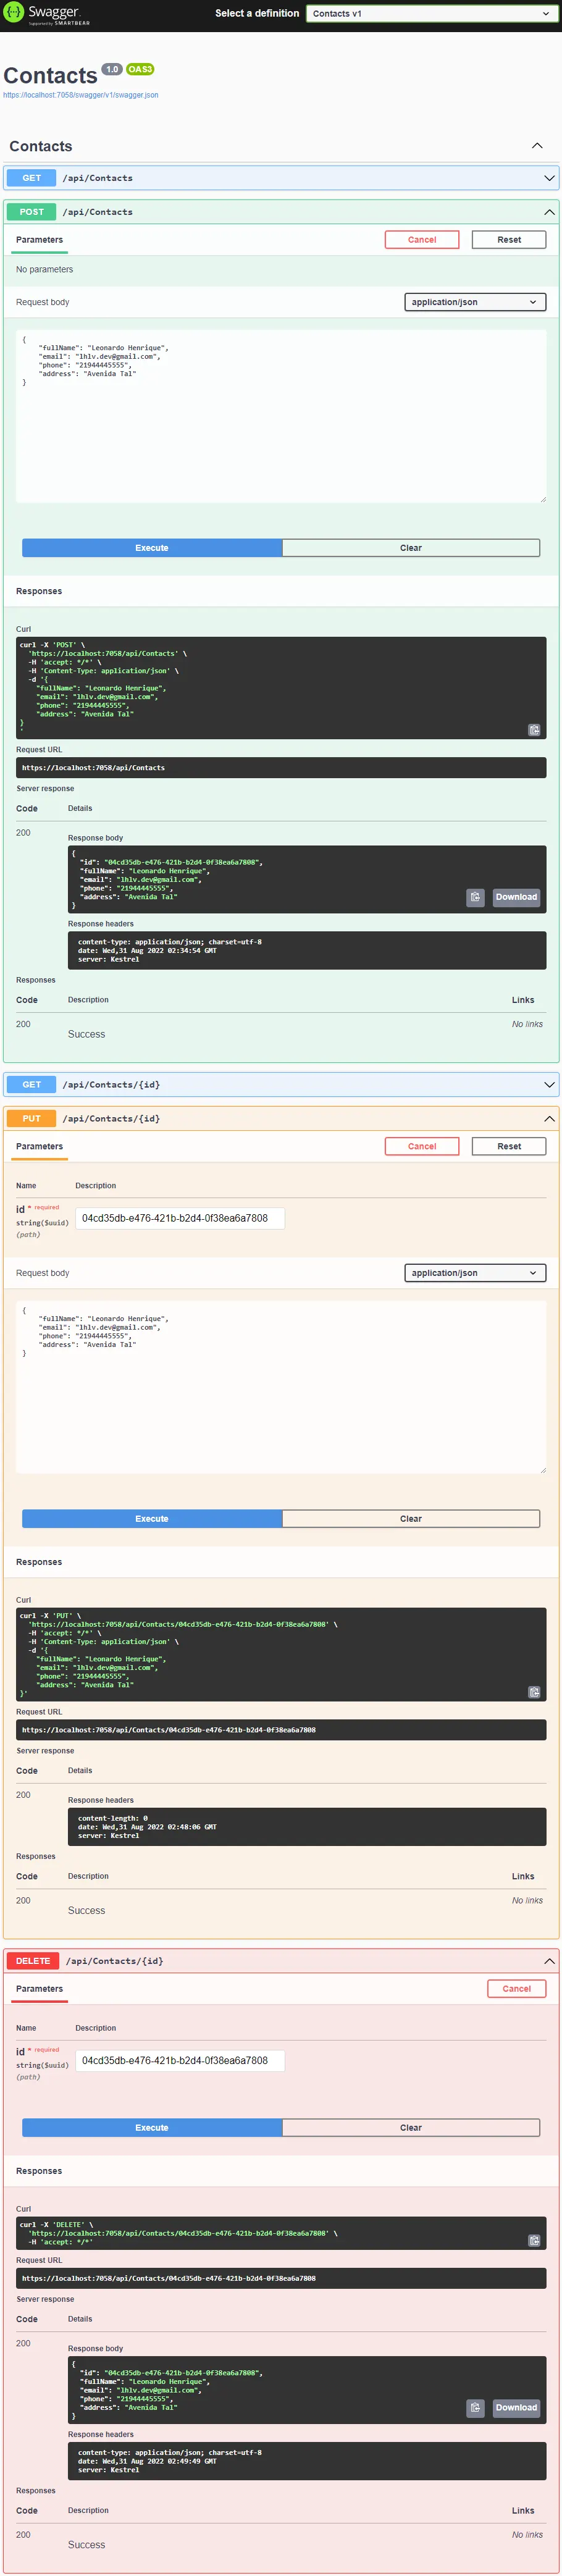 Swagger
Supported by SMARTBEAR
Select a definition
Contacts v1
Contacts 1.0 OAS3
https://localhost:7058/swagger/v1/swagger.json
Contacts
GET /api/Contacts
POST /api/Contacts
Parameters
Cancel
Reset
No parameters
Request body
application/json
{
"fullName": "Leonardo Henrique",
"email": "lhlv.dev@gmail.com",
"phone": "21944445555",
"address": "Avenida Tal"
}
Execute
Clear
Responses
Curl
curl -X 'POST' \
'https://localhost:7058/api/Contacts' \
-H 'accept: */*' \
-H 'Content-Type: application/json' \
-d '{
"fullName": "Leonardo Henrique",
"email": "lhlv.dev@gmail.com",
"phone": "21944445555",
"address": "Avenida Tal"
}
'
Request URL
https://localhost:7058/api/Contacts
Server response
Code Details
200
Response body
{
"id": "04cd35db-e476-421b-b2d4-0f38ea6a7808",
"fullName": "Leonardo Henrique",
"email": "lhlv.dev@gmail.com",
"phone": "21944445555",
"address": "Avenida Tal"
}
Download
Response headers
content-type: application/json; charset=utf-8
date: Wed,31 Aug 2022 02:34:54 GMT
server: Kestrel
Responses
Code Description Links
200 No links
Success
GET /api/Contacts/{id}
PUT /api/Contacts/{id}
Parameters
Cancel
Reset
Name Description
id * required
string($uuid)
(path)
04cd35db-e476-421b-b2d4-0f38ea6a7808
Request body
application/json
{
"fullName": "Leonardo Henrique",
"email": "lhlv.dev@gmail.com",
"phone": "21944445555",
"address": "Avenida Tal"
}
Execute
Clear
Responses
Curl
curl -X 'PUT' \
'https://localhost:7058/api/Contacts/04cd35db-e476-421b-b2d4-0f38ea6a7808' \
-H 'accept: */*' \
-H 'Content-Type: application/json' \
-d '{
"fullName": "Leonardo Henrique",
"email": "lhlv.dev@gmail.com",
"phone": "21944445555",
"address": "Avenida Tal"
}'
Request URL
https://localhost:7058/api/Contacts/04cd35db-e476-421b-b2d4-0f38ea6a7808
Server response
Code Details
200
Response headers
content-length: 0
date: Wed,31 Aug 2022 02:48:06 GMT
server: Kestrel
Responses
Code Description Links
200 No links
Success
DELETE /api/Contacts/{id}
Parameters
Cancel
Name Description
id * required
string($uuid)
(path)
04cd35db-e476-421b-b2d4-0f38ea6a7808
Execute
Clear
Responses
Curl
curl -X 'DELETE' \
'https://localhost:7058/api/Contacts/04cd35db-e476-421b-b2d4-0f38ea6a7808' \
-H 'accept: */*'
Request URL
https://localhost:7058/api/Contacts/04cd35db-e476-421b-b2d4-0f38ea6a7808
Server response
Code Details
200
Response body
{
"id": "04cd35db-e476-421b-b2d4-0f38ea6a7808",
"fullName": "Leonardo Henrique",
"email": "lhlv.dev@gmail.com",
"phone": "21944445555",
"address": "Avenida Tal"
}
Download
Response headers
content-type: application/json; charset=utf-8
date: Wed,31 Aug 2022 02:49:49 GMT
server: Kestrel
Responses
Code Description Links
200 No links
Success